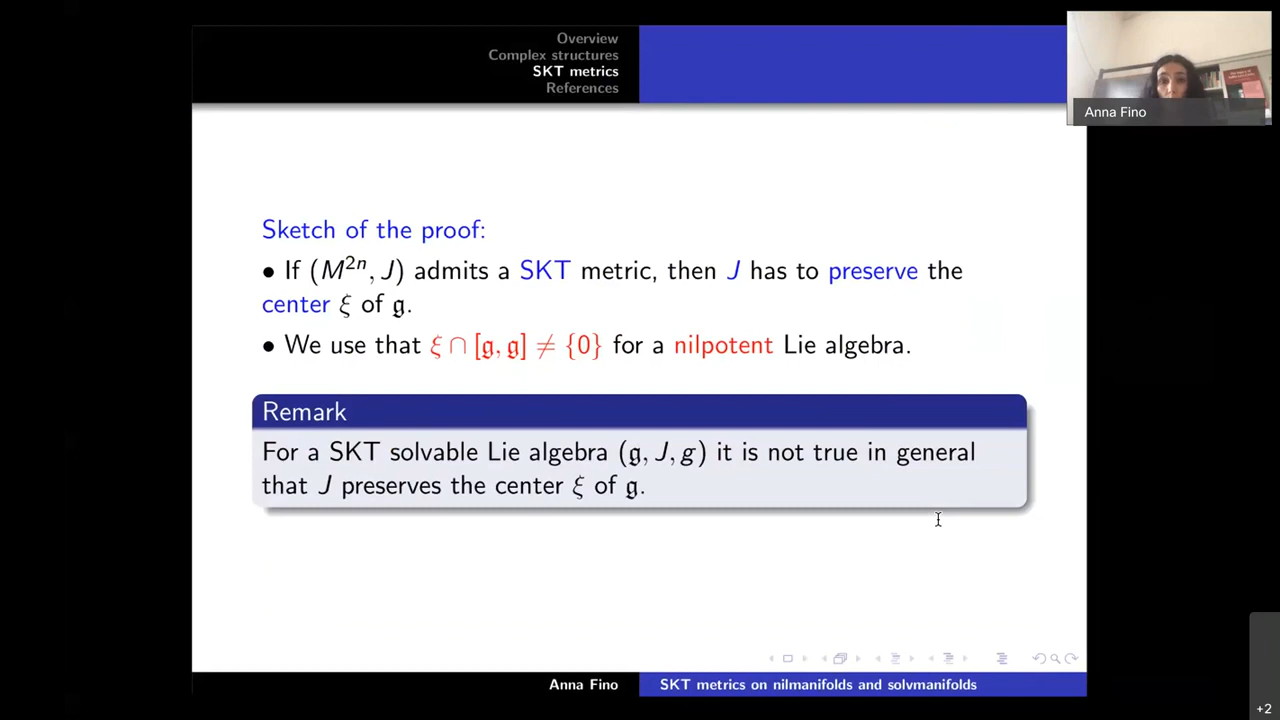 Overview
Complex structures
SKT metrics
References
Anna Fino
Sketch of the proof:
• If (M²ⁿ, J) admits a SKT metric, then J has to preserve the
center ξ of 𝔤.
• We use that ξ ∩ [𝔤, 𝔤] ≠ {0} for a nilpotent Lie algebra.
Remark
For a SKT solvable Lie algebra (𝔤, J, g) it is not true in general
that J preserves the center ξ of 𝔤.
Anna Fino
SKT metrics on nilmanifolds and solvmanifolds
+2